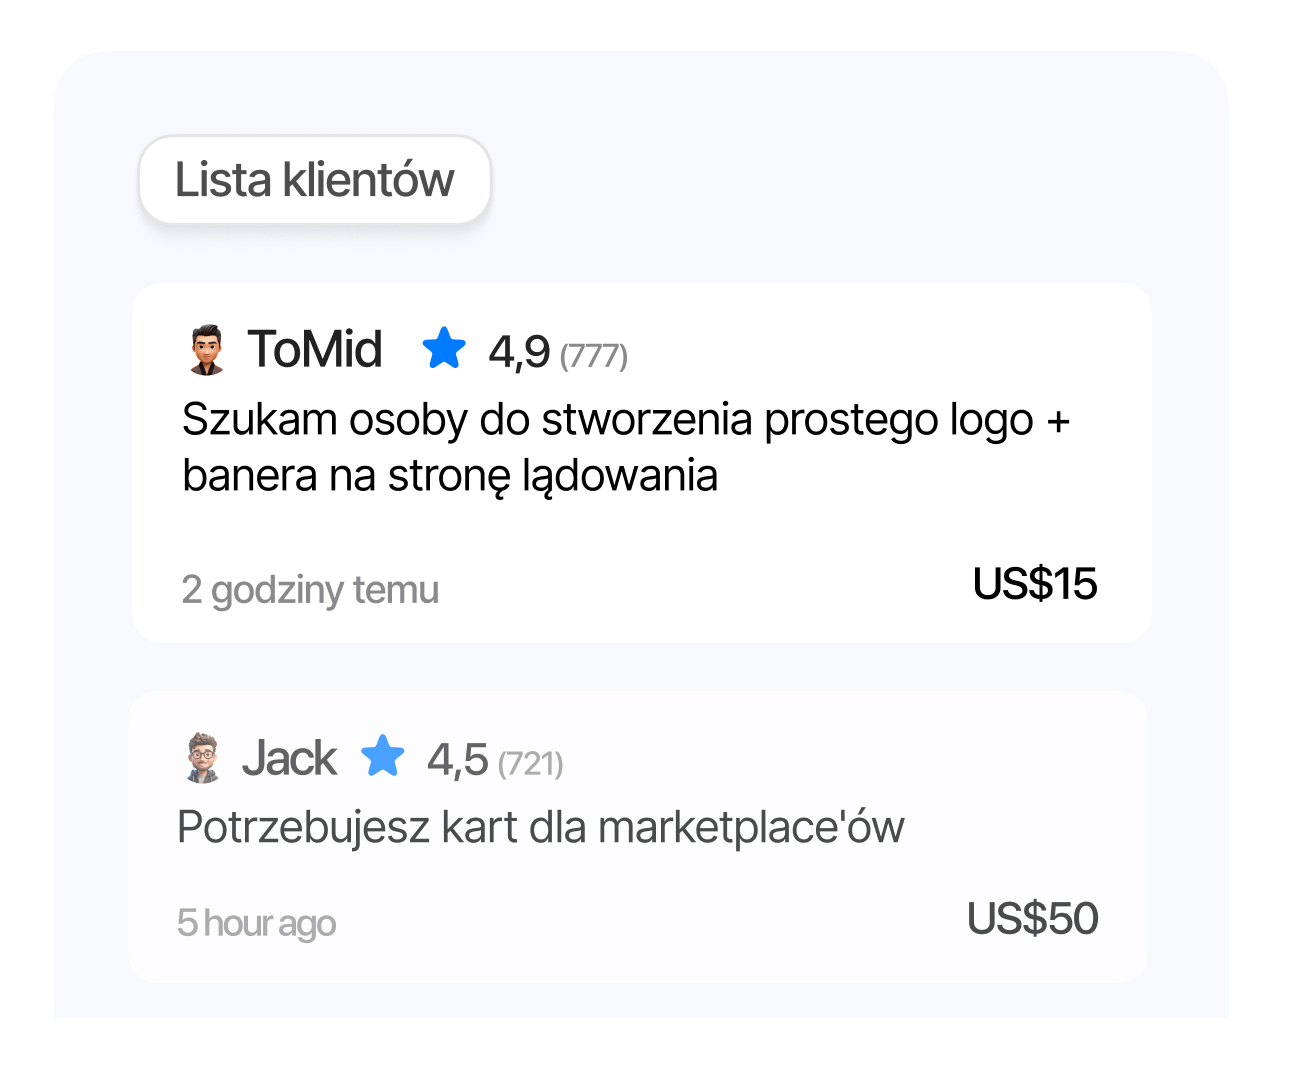 Lista klientów
ToMid 4,9 (777)
Szukam osoby do stworzenia prostego logo +
banera na stronę lądowania
2 godziny temu US$15
Jack 4,5 (721)
Potrzebujesz kart dla marketplace'ów
5 hour ago US$50